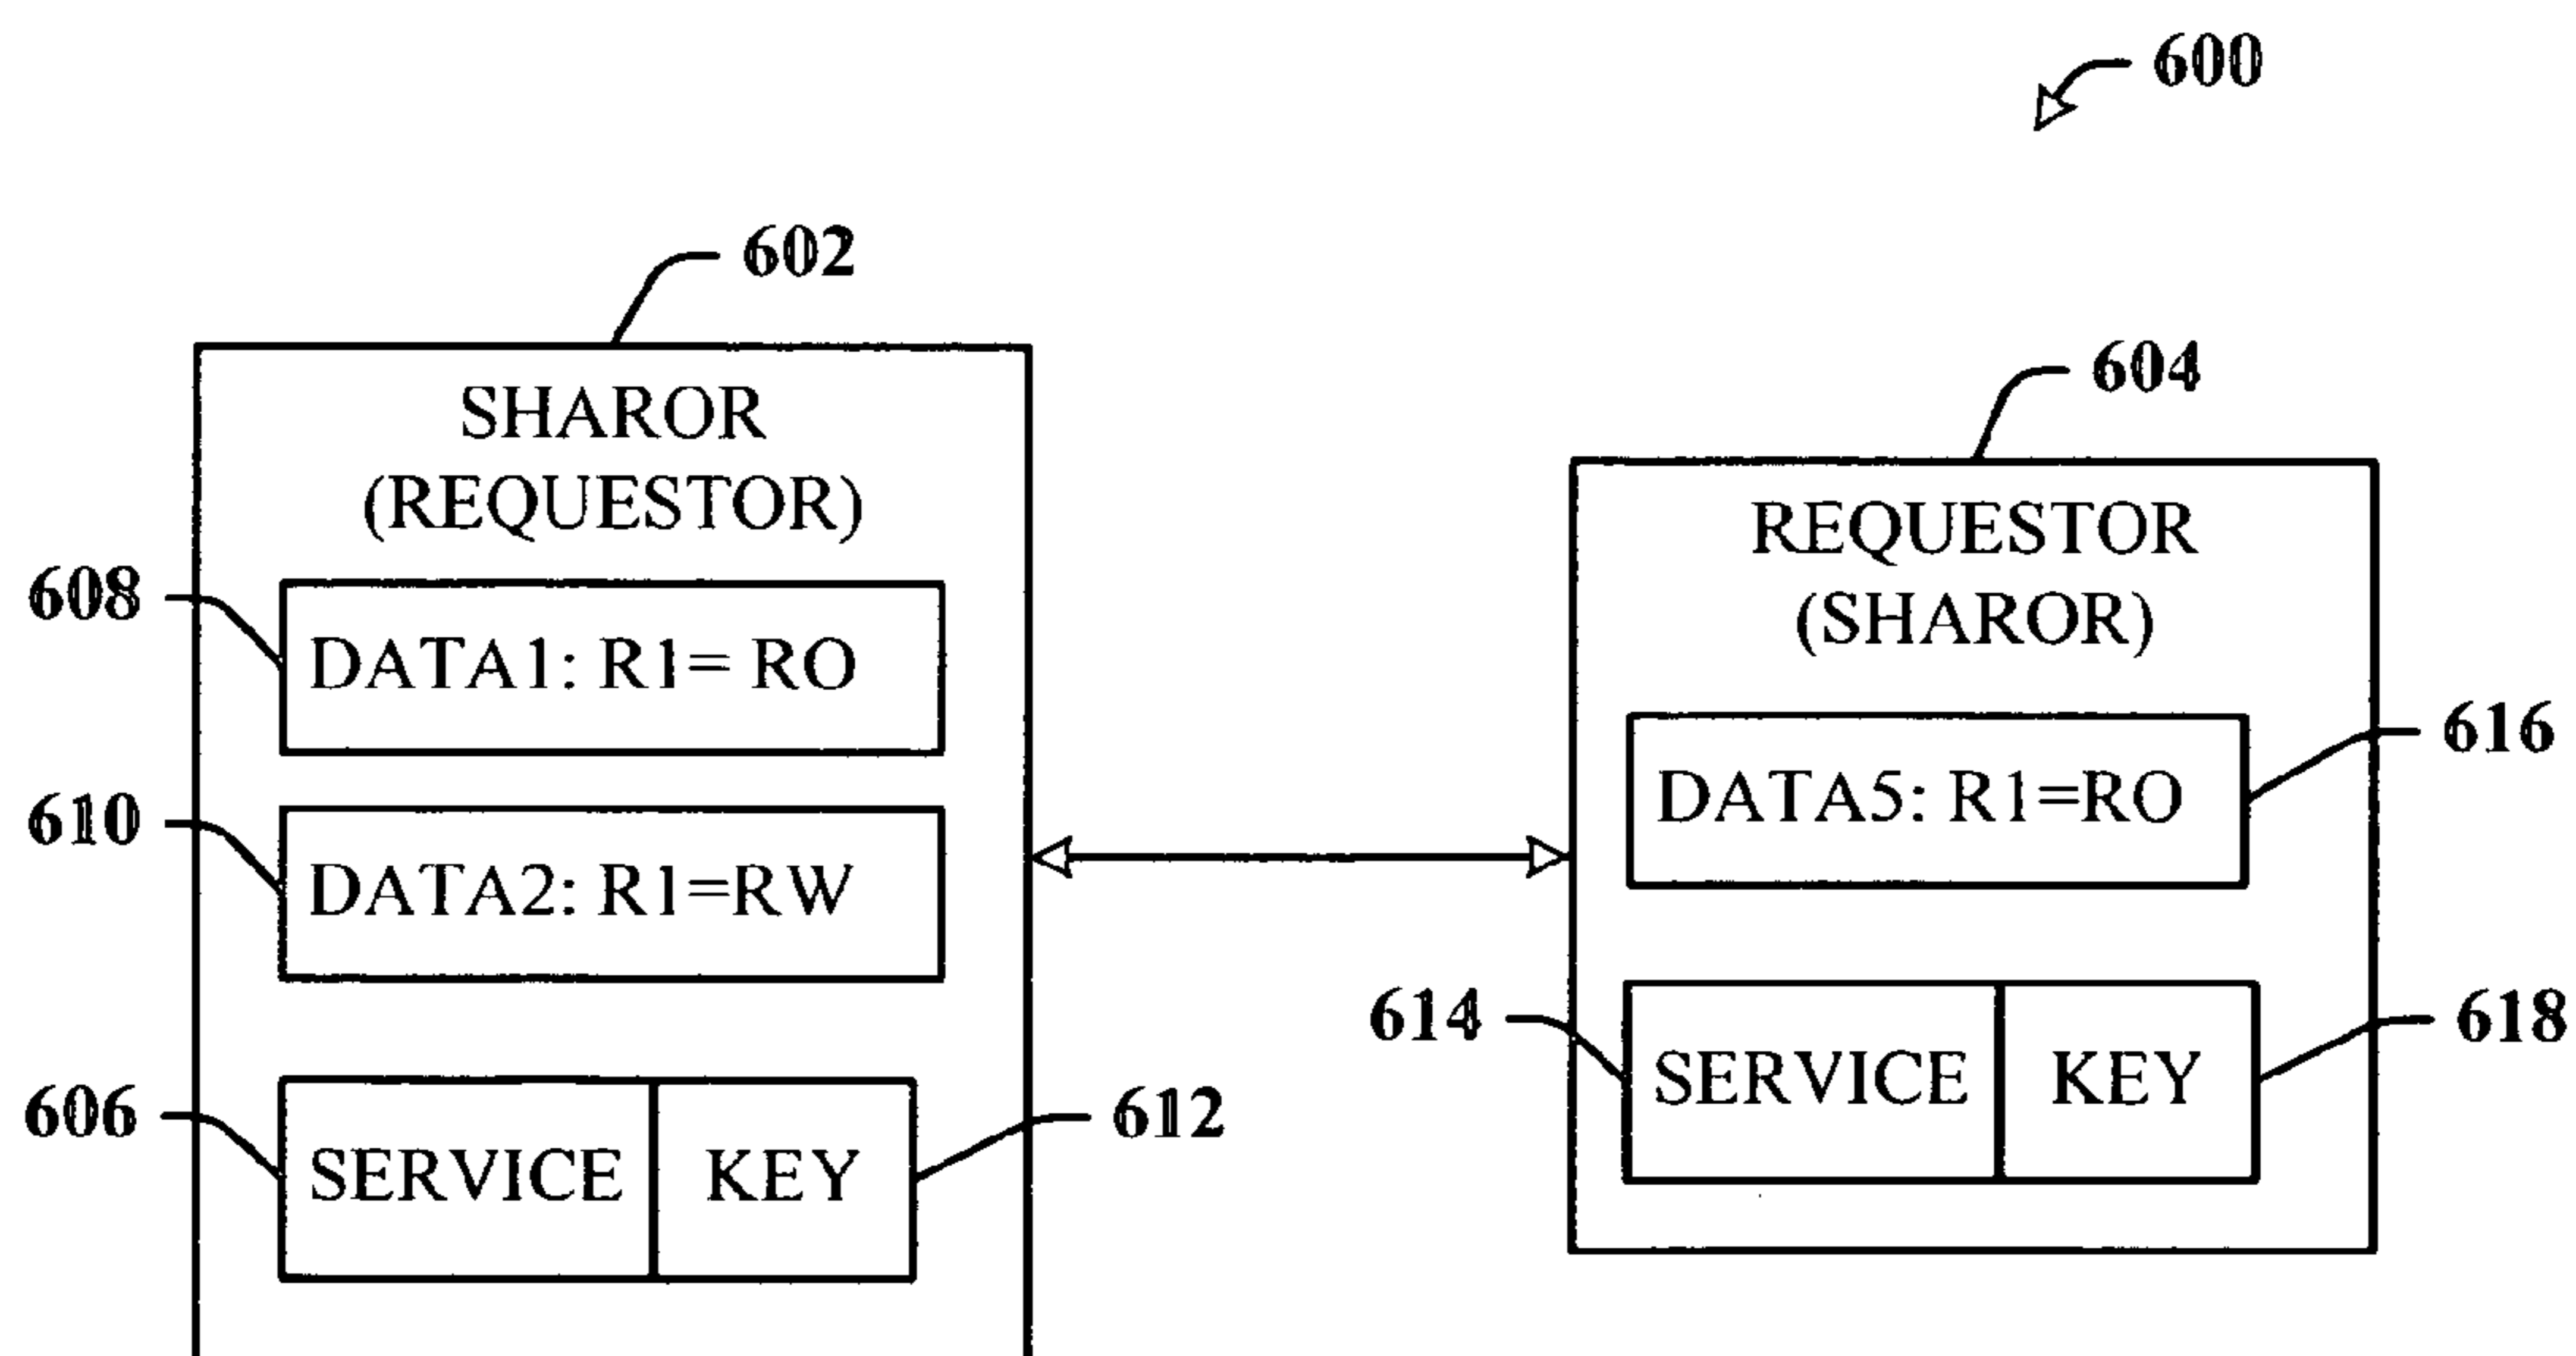 600
602
SHAROR
(REQUESTOR)
604
REQUESTOR
(SHAROR)
608
DATA1: R1= RO
610
DATA2: R1=RW
616
DATA5: R1=RO
606
SERVICE KEY
612
614
SERVICE KEY
618